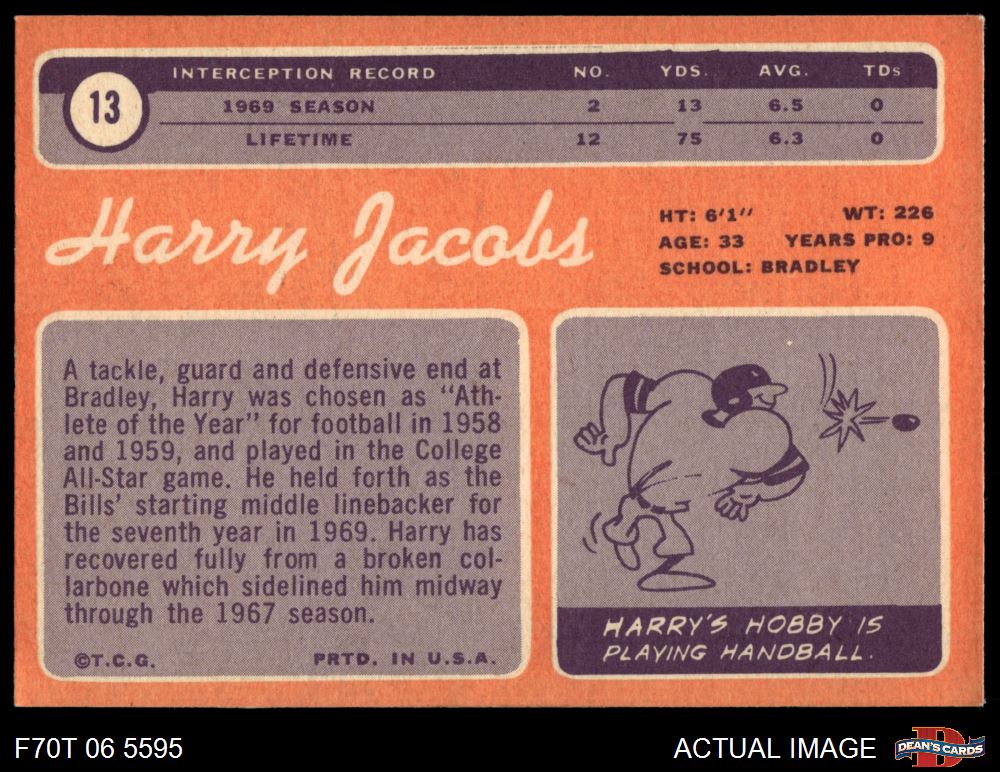 13
INTERCEPTION RECORD NO. YDS. AVG. TDs
1969 SEASON 2 13 6.5 0
LIFETIME 12 75 6.3 0
Harry Jacobs
HT: 6'1" WT: 226
AGE: 33 YEARS PRO: 9
SCHOOL: BRADLEY
A tackle, guard and defensive end at
Bradley, Harry was chosen as "Ath-
lete of the Year" for football in 1958
and 1959, and played in the College
All-Star game. He held forth as the
Bills' starting middle linebacker for
the seventh year in 1969. Harry has
recovered fully from a broken col-
larbone which sidelined him midway
through the 1967 season.
©T.C.G. PRTD. IN U.S.A.
HARRY'S HOBBY IS
PLAYING HANDBALL.
F70T 06 5595
ACTUAL IMAGE
D
DEAN'S CARDS